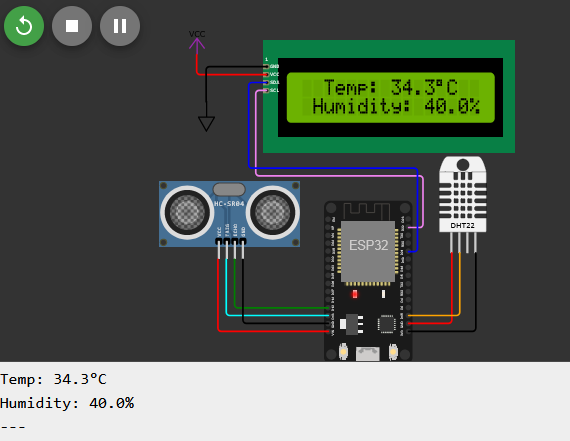 VCC
1
GND
VCC
SDA
SCL
Temp: 34.3°C
Humidity: 40.0%
HC-SR04
VCC
TRIG
ECHO
GND
ESP32
DHT22
Temp: 34.3°C
Humidity: 40.0%
---